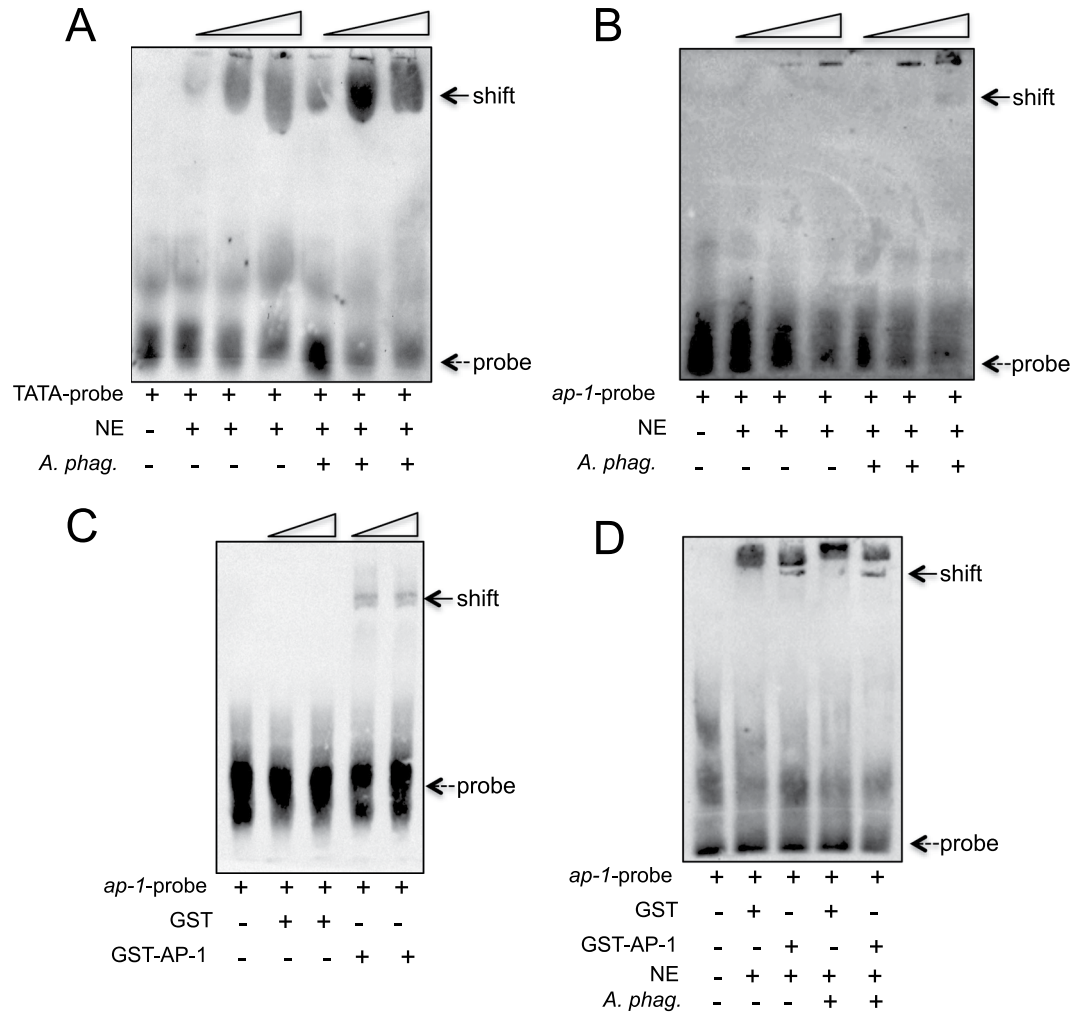 A
shift
probe
TATA-probe + + + + + + +
NE - + + + + + +
A. phag. - - - - + + +
B
shift
probe
ap-1-probe + + + + + + +
NE - + + + + + +
A. phag. - - - - + + +
C
shift
probe
ap-1-probe + + + + +
GST - + + - -
GST-AP-1 - - - + +
D
shift
probe
ap-1-probe + + + + +
GST - + - + -
GST-AP-1 - - + - +
NE - + + + +
A. phag. - - - + +